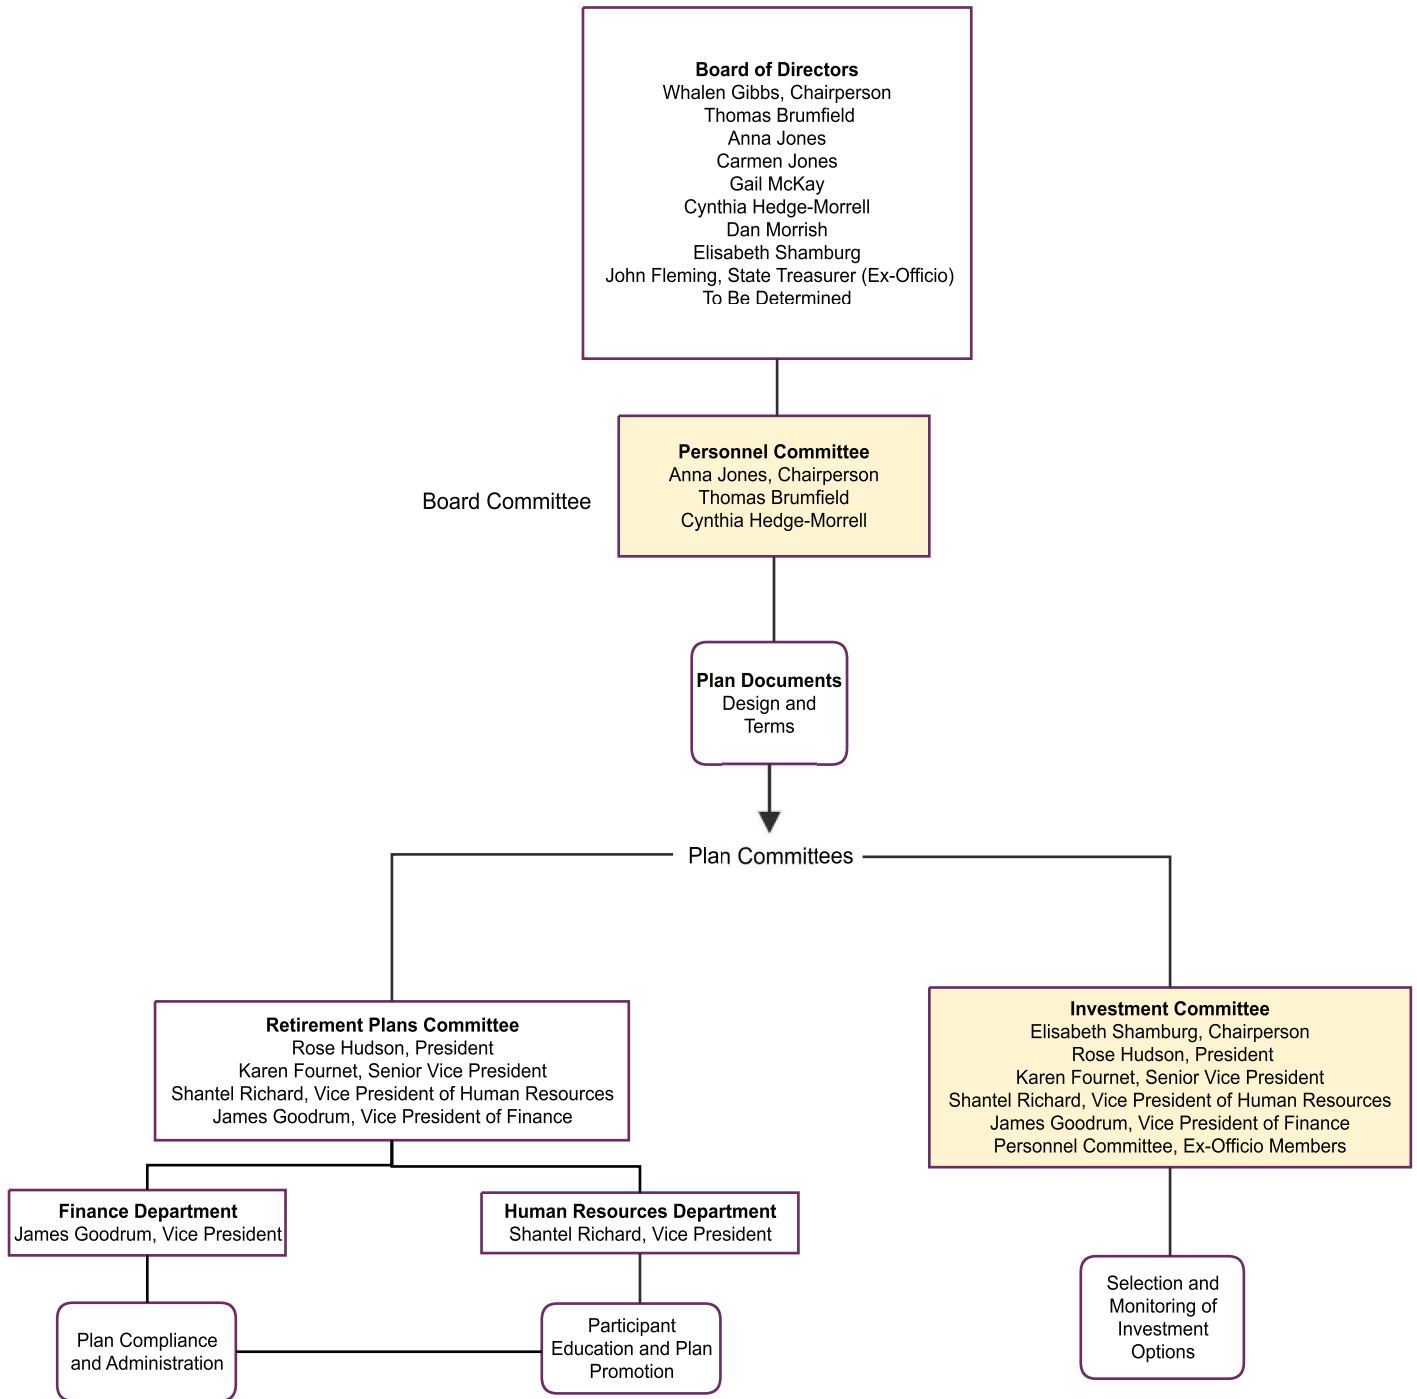 Board of Directors
Whalen Gibbs, Chairperson
Thomas Brumfield
Anna Jones
Carmen Jones
Gail McKay
Cynthia Hedge-Morrell
Dan Morrish
Elisabeth Shamburg
John Fleming, State Treasurer (Ex-Officio)
To Be Determined
Board Committee
Personnel Committee
Anna Jones, Chairperson
Thomas Brumfield
Cynthia Hedge-Morrell
Plan Documents
Design and
Terms
Plan Committees
Retirement Plans Committee
Rose Hudson, President
Karen Fournet, Senior Vice President
Shantel Richard, Vice President of Human Resources
James Goodrum, Vice President of Finance
Investment Committee
Elisabeth Shamburg, Chairperson
Rose Hudson, President
Karen Fournet, Senior Vice President
Shantel Richard, Vice President of Human Resources
James Goodrum, Vice President of Finance
Personnel Committee, Ex-Officio Members
Finance Department
James Goodrum, Vice President
Human Resources Department
Shantel Richard, Vice President
Plan Compliance
and Administration
Participant
Education and Plan
Promotion
Selection and
Monitoring of
Investment
Options